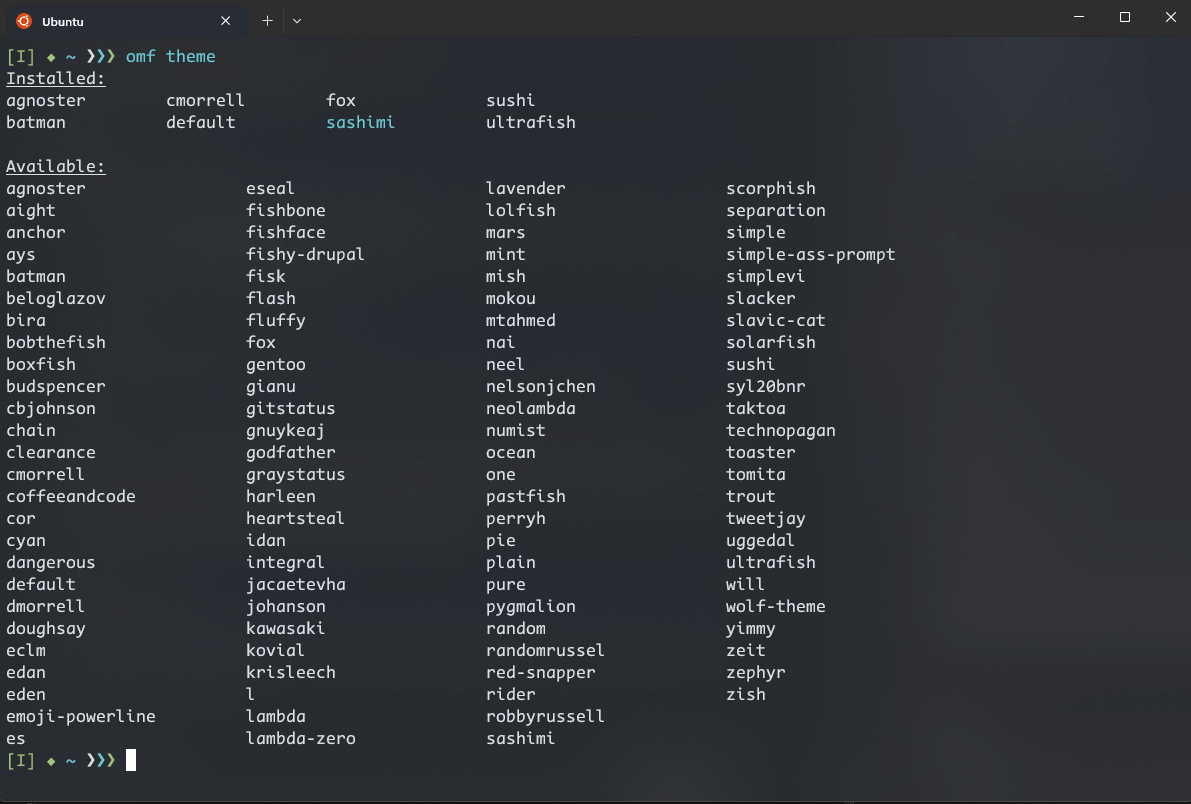 Ubuntu
[I] ◆ ~ ❯❯❯ omf theme
Installed:
agnoster cmorrell fox sushi
batman default sashimi ultrafish
Available:
agnoster eseal lavender scorphish
aight fishbone lolfish separation
anchor fishface mars simple
ays fishy-drupal mint simple-ass-prompt
batman fisk mish simplevi
beloglazov flash mokou slacker
bira fluffy mtahmed slavic-cat
bobthefish fox nai solarfish
boxfish gentoo neel sushi
budspencer gianu nelsonjchen syl20bnr
cbjohnson gitstatus neolambda taktoa
chain gnuykeaj numist technopagan
clearance godfather ocean toaster
cmorrell graystatus one tomita
coffeeandcode harleen pastfish trout
cor heartsteal perryh tweetjay
cyan idan pie uggedal
dangerous integral plain ultrafish
default jacaetevha pure will
dmorrell johanson pygmalion wolf-theme
doughsay kawasaki random yimmy
eclm kovial randomrussel zeit
edan krisleech red-snapper zephyr
eden l rider zish
emoji-powerline lambda robbyrussell
es lambda-zero sashimi
[I] ◆ ~ ❯❯❯